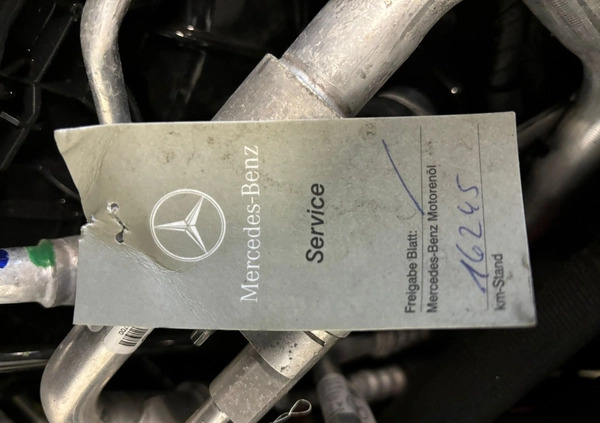 Mercedes-Benz
Service
Freigabe Blatt:
Mercedes-Benz Motorenöl
16245
km-Stand